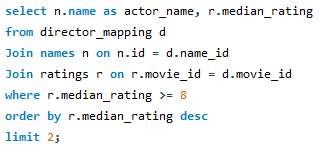 select n.name as actor_name, r.median_rating
from director_mapping d
Join names n on n.id = d.name_id
Join ratings r on r.movie_id = d.movie_id
where r.median_rating >= 8
order by r.median_rating desc
limit 2;